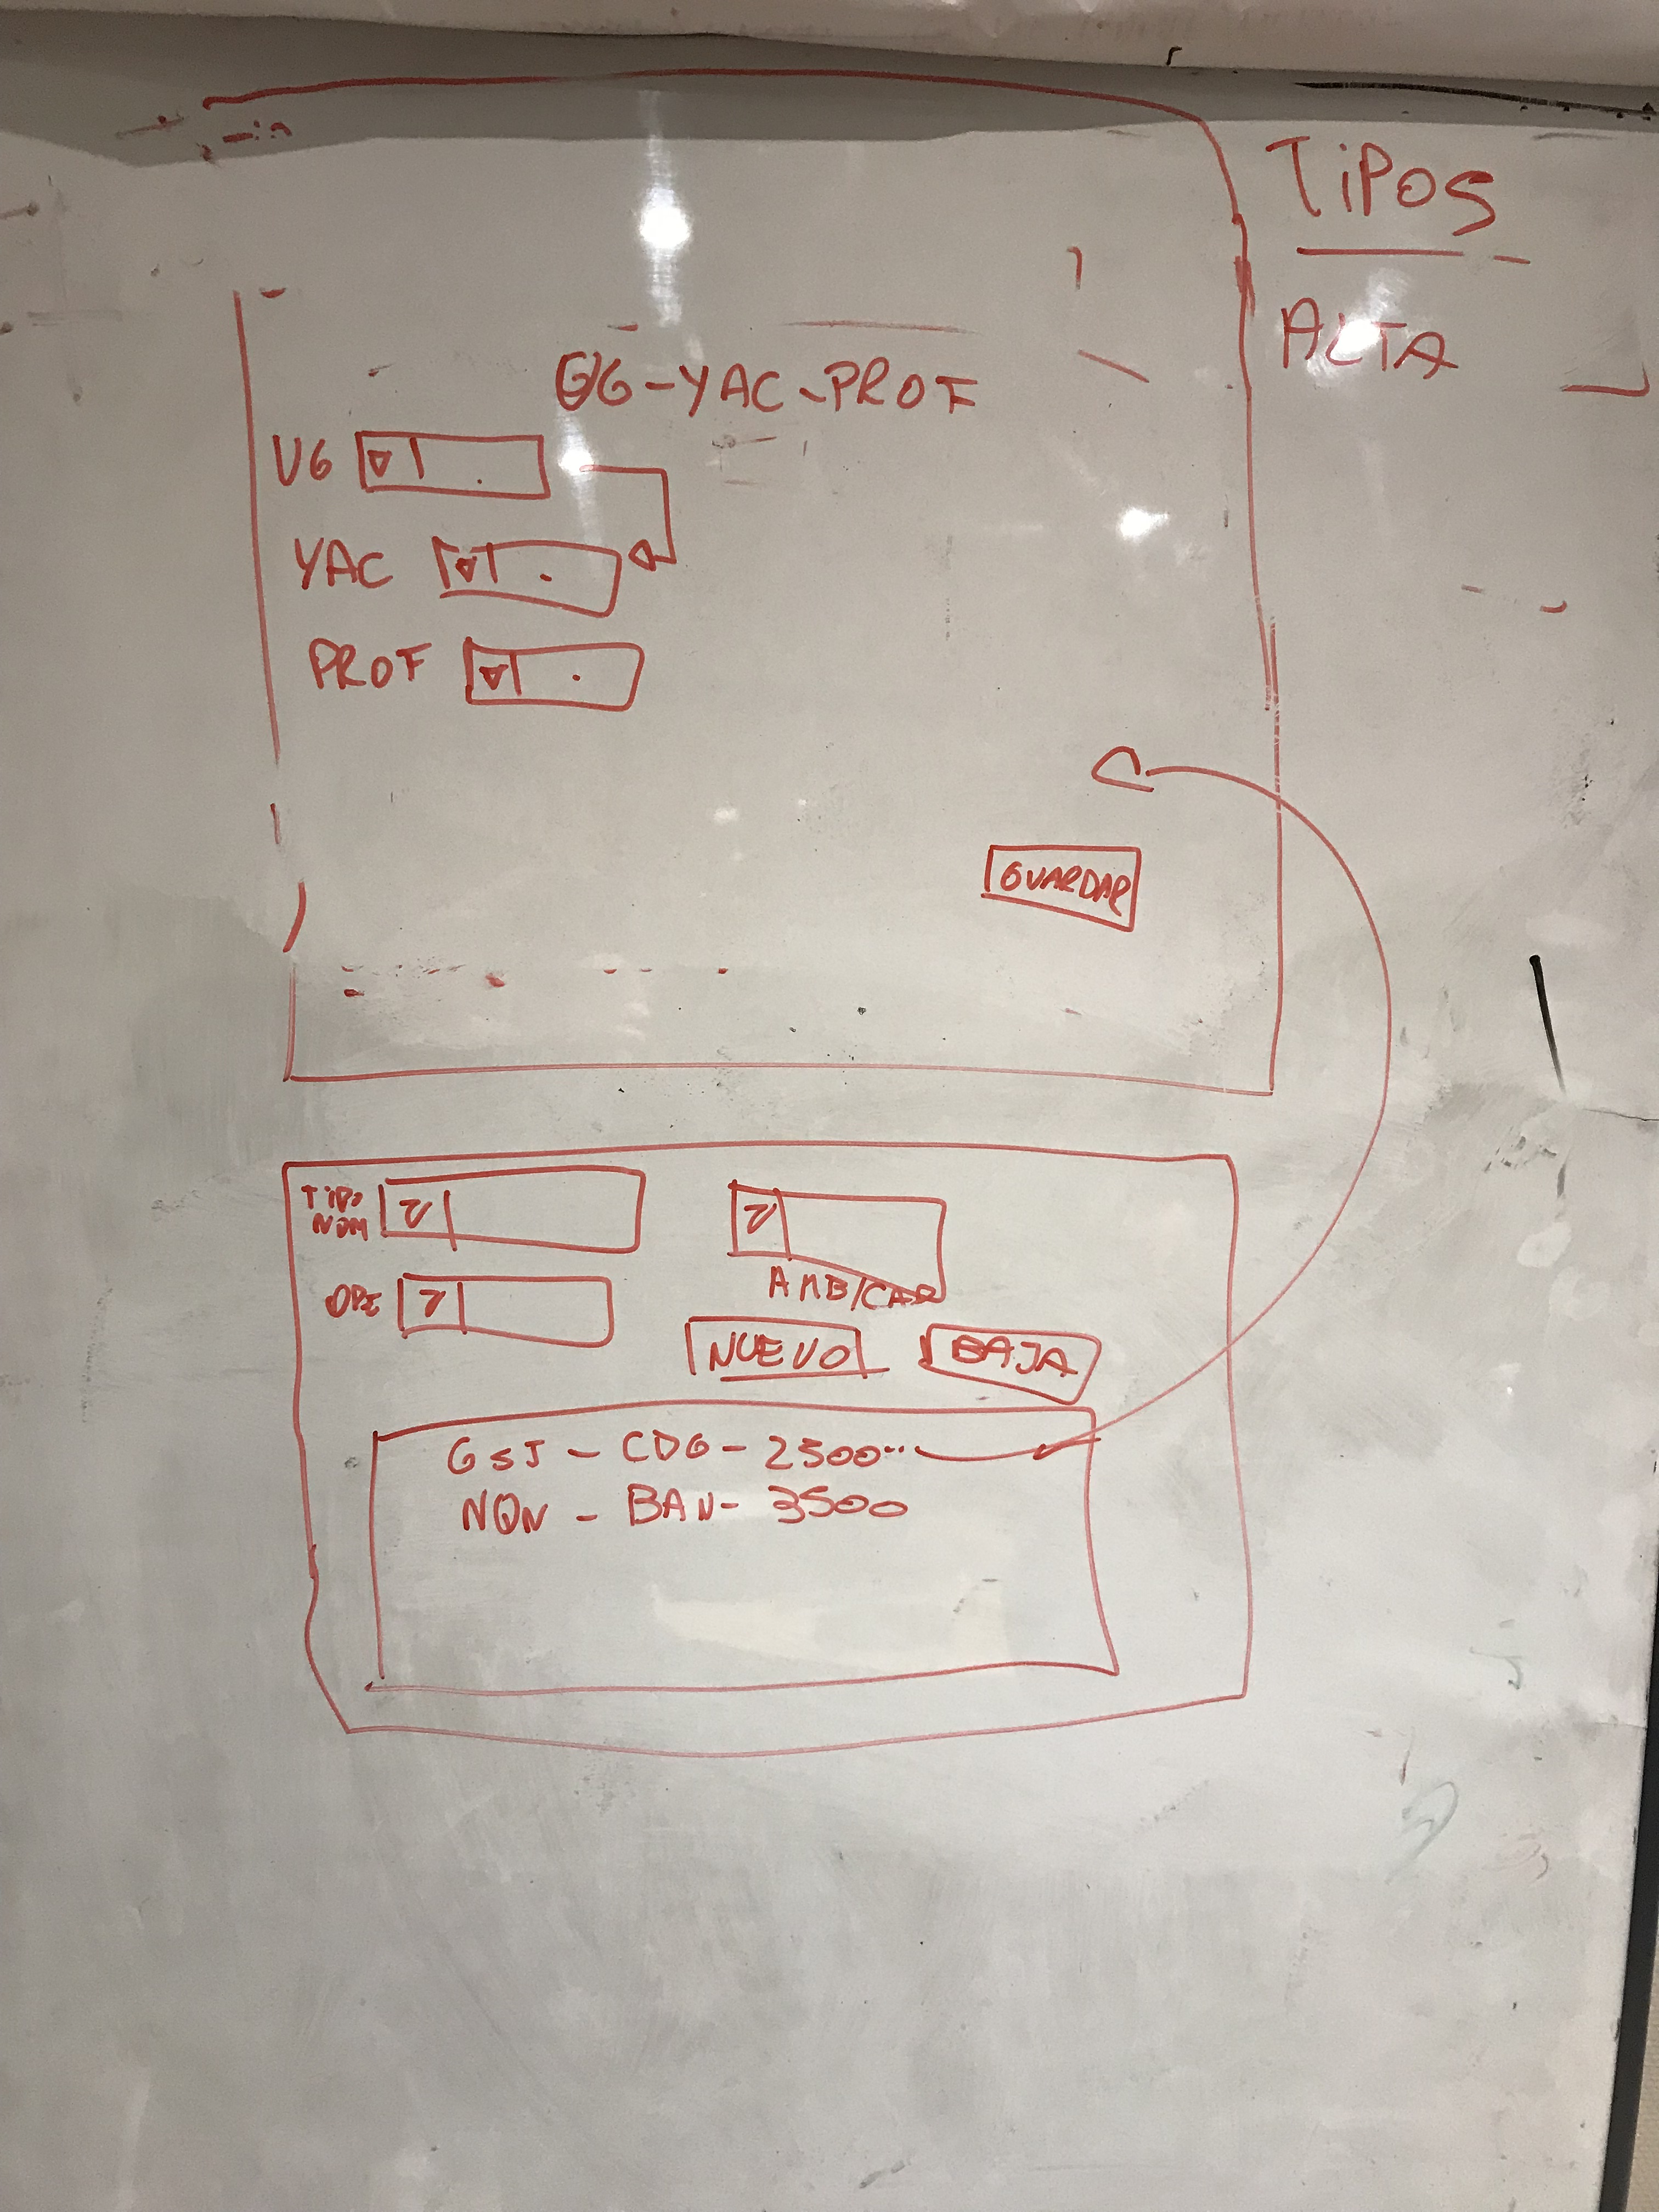 TiPOS
ALTA
UG-YAC-PROF
UG
YAC
PROF
GUARDAR
TiPO
NOM
OPE
AMB/CAR
NUEVO
BAJA
GSJ - CDG - 2500..
NQN - BAN - 3500